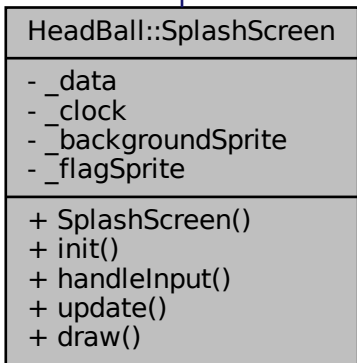 HeadBall::SplashScreen
- _data
- _clock
- _backgroundSprite
- _flagSprite
+ SplashScreen()
+ init()
+ handleInput()
+ update()
+ draw()